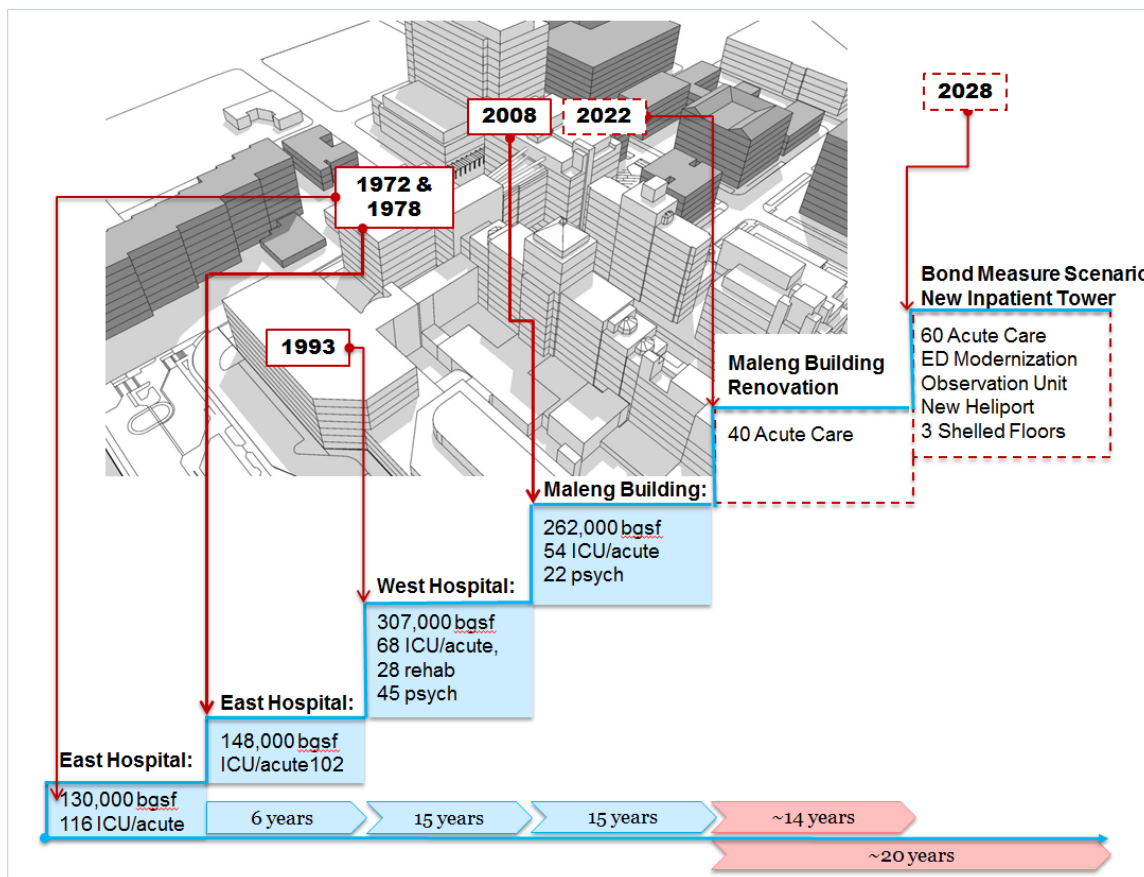 2028
2008
2022
1972 &
1978
1993
Bond Measure Scenario
New Inpatient Tower
60 Acute Care
ED Modernization
Observation Unit
New Heliport
3 Shelled Floors
Maleng Building
Renovation
40 Acute Care
Maleng Building:
262,000 bgsf
54 ICU/acute
22 psych
West Hospital:
307,000 bgsf
68 ICU/acute,
28 rehab
45 psych
East Hospital:
148,000 bgsf
ICU/acute102
East Hospital:
130,000 bgsf
116 ICU/acute
6 years
15 years
15 years
~14 years
~20 years